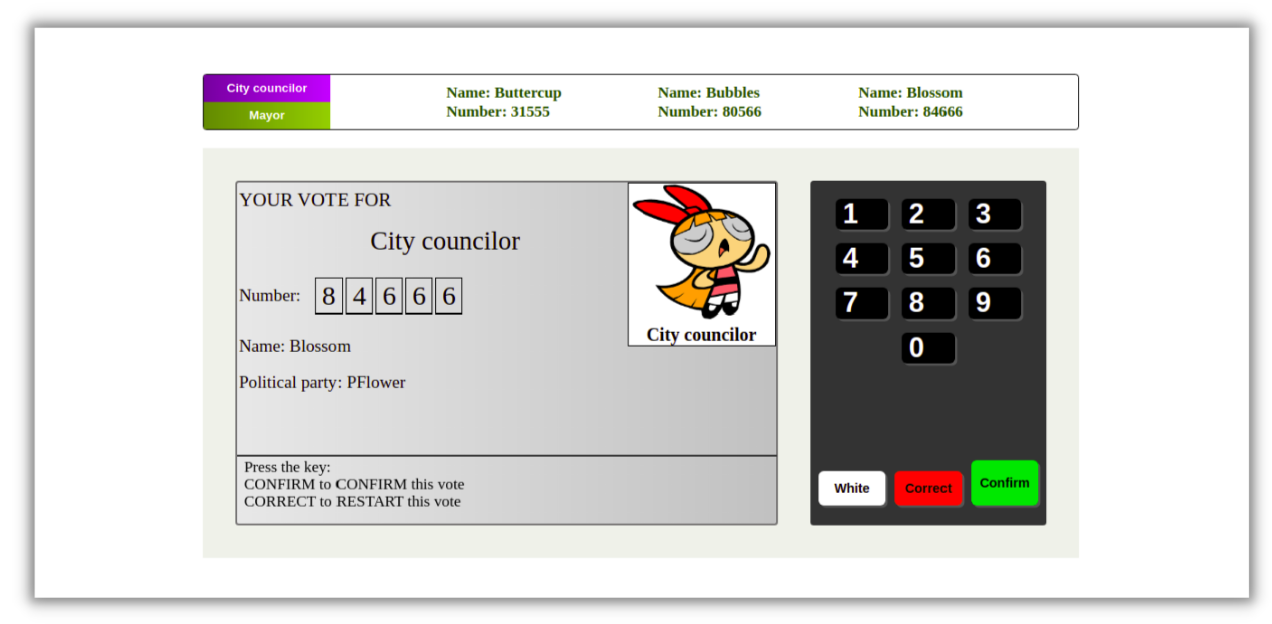 City councilor
Mayor
Name: Buttercup
Number: 31555
Name: Bubbles
Number: 80566
Name: Blossom
Number: 84666
YOUR VOTE FOR
City councilor
Number: 8 4 6 6 6
Name: Blossom
Political party: PFlower
City councilor
Press the key:
CONFIRM to CONFIRM this vote
CORRECT to RESTART this vote
1 2 3
4 5 6
7 8 9
0
White Correct Confirm